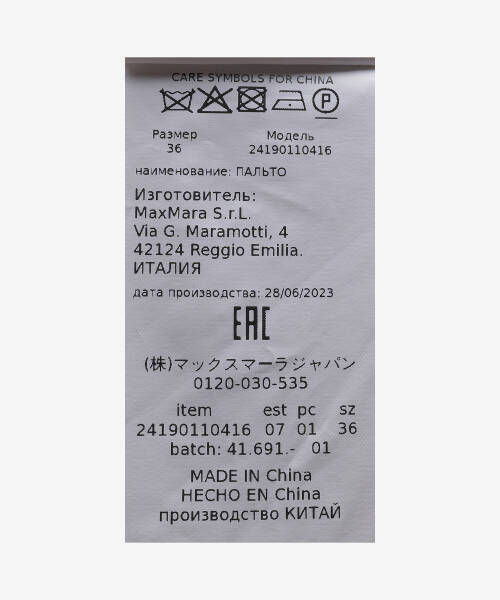 CARE SYMBOLS FOR CHINA
P
Размер Модель
36 24190110416
наименование: ПАЛЬТО
Изготовитель:
MaxMara S.r.L.
Via G. Maramotti, 4
42124 Reggio Emilia.
ИТАЛИЯ
дата производства: 28/06/2023
EAC
(株)マックスマーラジャパン
0120-030-535
item est pc sz
24190110416 07 01 36
batch: 41.691.- 01
MADE IN China
HECHO EN China
производство КИТАЙ